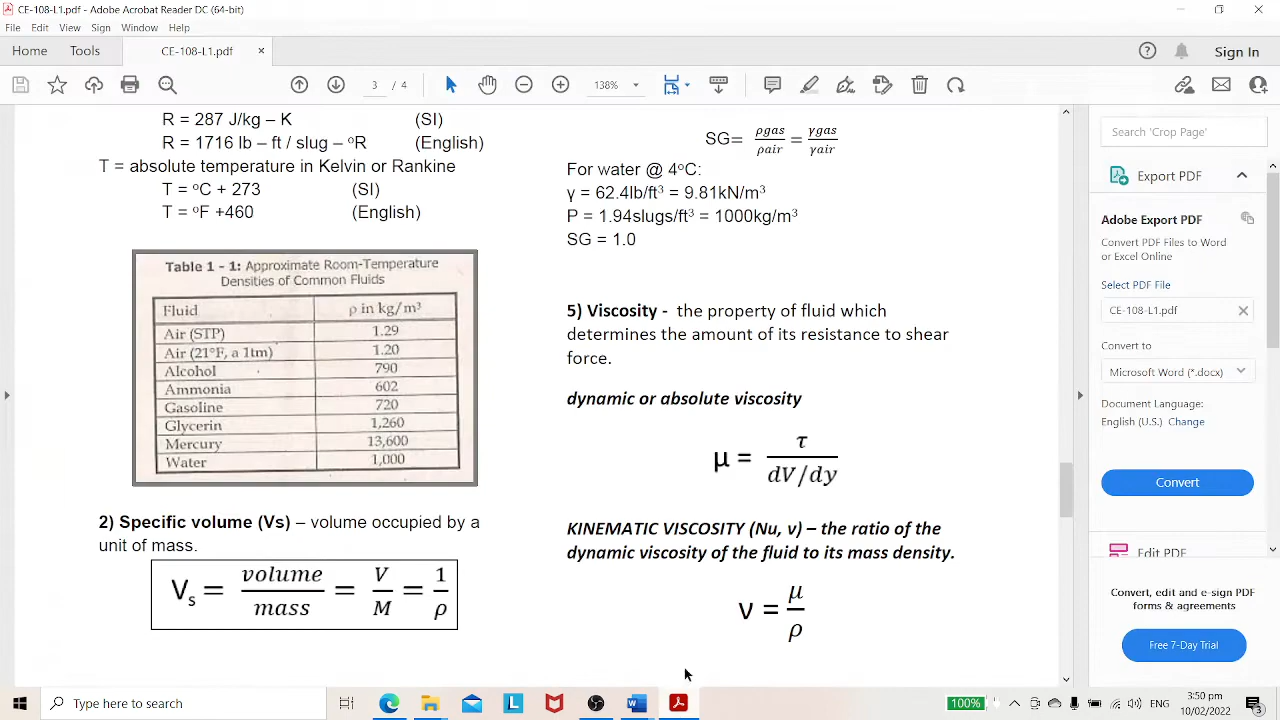 CE-108-L1.pdf - Adobe Acrobat Reader DC (64-bit)
File Edit View Sign Window Help
Home Tools CE-108-L1.pdf × Sign In
3 / 4 138%
R = 287 J/kg – K (SI)
R = 1716 lb – ft / slug – ᵒR (English)
T = absolute temperature in Kelvin or Rankine
T = ᵒC + 273 (SI)
T = ᵒF +460 (English)
Table 1 - 1: Approximate Room-Temperature
Densities of Common Fluids
Fluid ρ in kg/m³
Air (STP) 1.29
Air (21°F, a 1tm) 1.20
Alcohol 790
Ammonia 602
Gasoline 720
Glycerin 1,260
Mercury 13,600
Water 1,000
2) Specific volume (Vs) – volume occupied by a
unit of mass.
Vₛ = volume/mass = V/M = 1/ρ
SG= ρgas/ρair = γgas/γair
For water @ 4ᵒC:
γ = 62.4lb/ft³ = 9.81kN/m³
P = 1.94slugs/ft³ = 1000kg/m³
SG = 1.0
5) Viscosity - the property of fluid which
determines the amount of its resistance to shear
force.
dynamic or absolute viscosity
μ = τ / dV/dy
KINEMATIC VISCOSITY (Nu, v) – the ratio of the
dynamic viscosity of the fluid to its mass density.
ν = μ/ρ
Search 'Crop Page'
Export PDF
Adobe Export PDF
Convert PDF Files to Word
or Excel Online
Select PDF File
CE-108-L1.pdf
Convert to
Microsoft Word (*.docx)
Document Language:
English (U.S.) Change
Convert
Edit PDF
Convert, edit and e-sign PDF
forms & agreements
Free 7-Day Trial
Type here to search
100% ENG 3:50 pm
10/02/2022
3